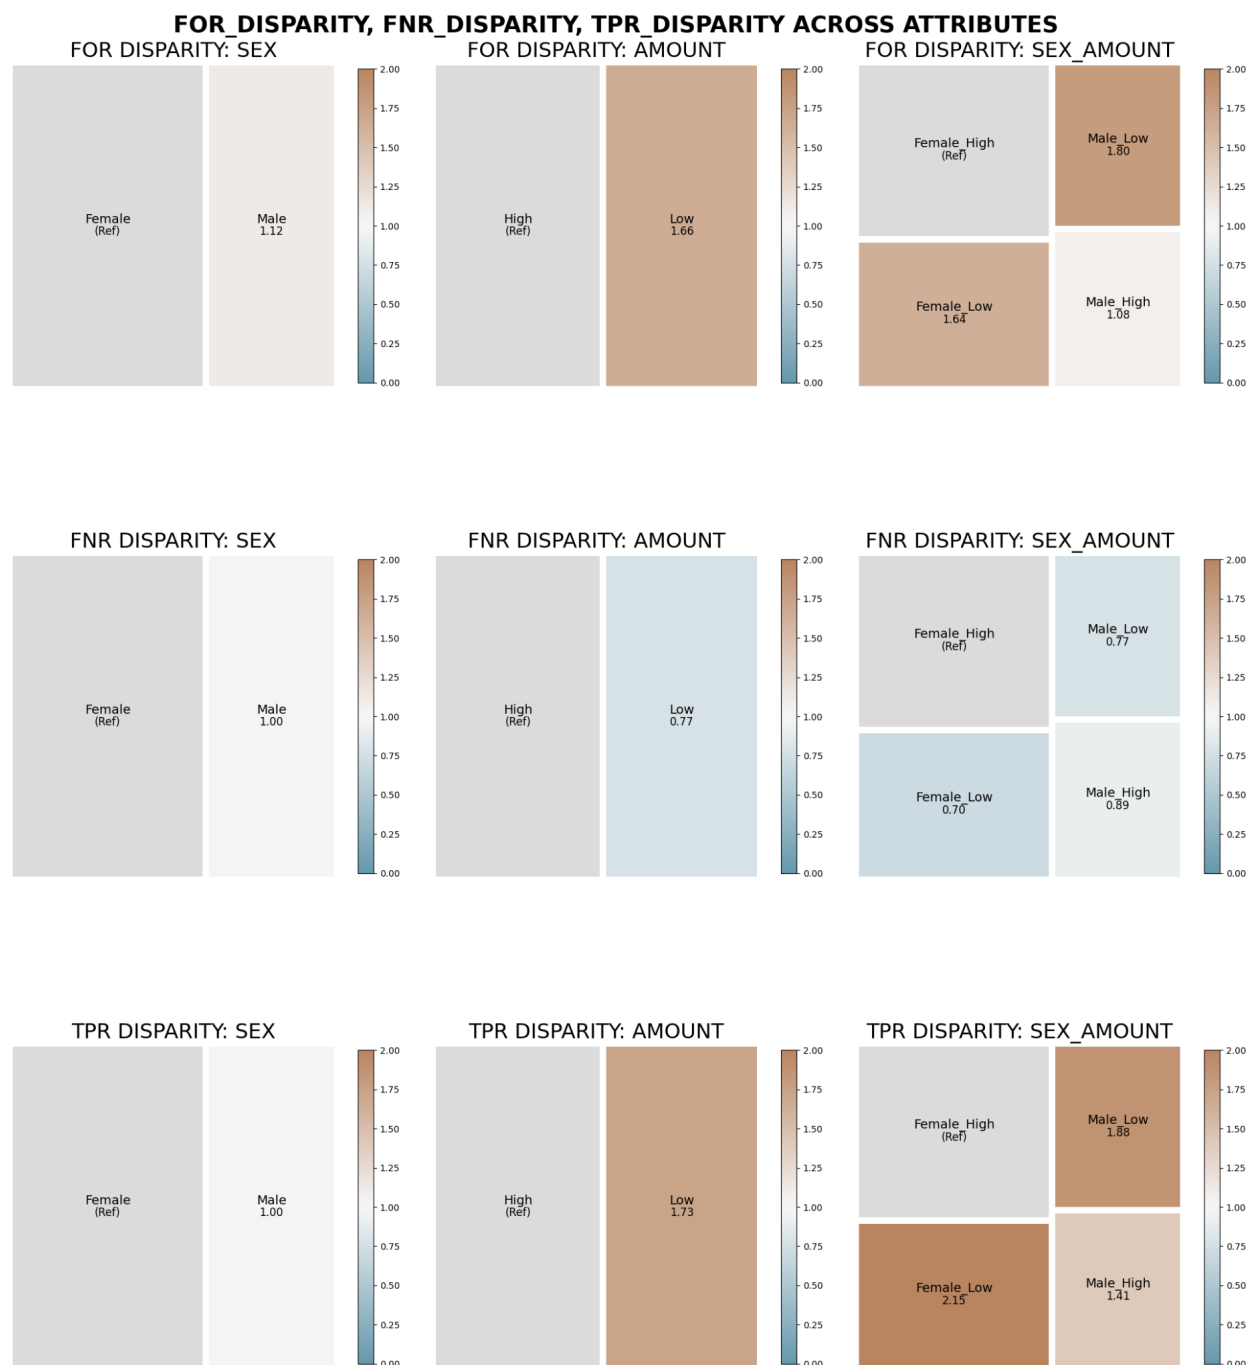 FOR_DISPARITY, FNR_DISPARITY, TPR_DISPARITY ACROSS ATTRIBUTES
FOR DISPARITY: SEX
Female
(Ref)
Male
1.12
2.00
1.75
1.50
1.25
1.00
0.75
0.50
0.25
0.00
FOR DISPARITY: AMOUNT
High
(Ref)
Low
1.66
2.00
1.75
1.50
1.25
1.00
0.75
0.50
0.25
0.00
FOR DISPARITY: SEX_AMOUNT
Female_High
(Ref)
Male_Low
1.80
Female_Low
1.64
Male_High
1.08
2.00
1.75
1.50
1.25
1.00
0.75
0.50
0.25
0.00
FNR DISPARITY: SEX
Female
(Ref)
Male
1.00
2.00
1.75
1.50
1.25
1.00
0.75
0.50
0.25
0.00
FNR DISPARITY: AMOUNT
High
(Ref)
Low
0.77
2.00
1.75
1.50
1.25
1.00
0.75
0.50
0.25
0.00
FNR DISPARITY: SEX_AMOUNT
Female_High
(Ref)
Male_Low
0.77
Female_Low
0.70
Male_High
0.89
2.00
1.75
1.50
1.25
1.00
0.75
0.50
0.25
0.00
TPR DISPARITY: SEX
Female
(Ref)
Male
1.00
2.00
1.75
1.50
1.25
1.00
0.75
0.50
0.25
0.00
TPR DISPARITY: AMOUNT
High
(Ref)
Low
1.73
2.00
1.75
1.50
1.25
1.00
0.75
0.50
0.25
0.00
TPR DISPARITY: SEX_AMOUNT
Female_High
(Ref)
Male_Low
1.88
Female_Low
2.15
Male_High
1.41
2.00
1.75
1.50
1.25
1.00
0.75
0.50
0.25
0.00